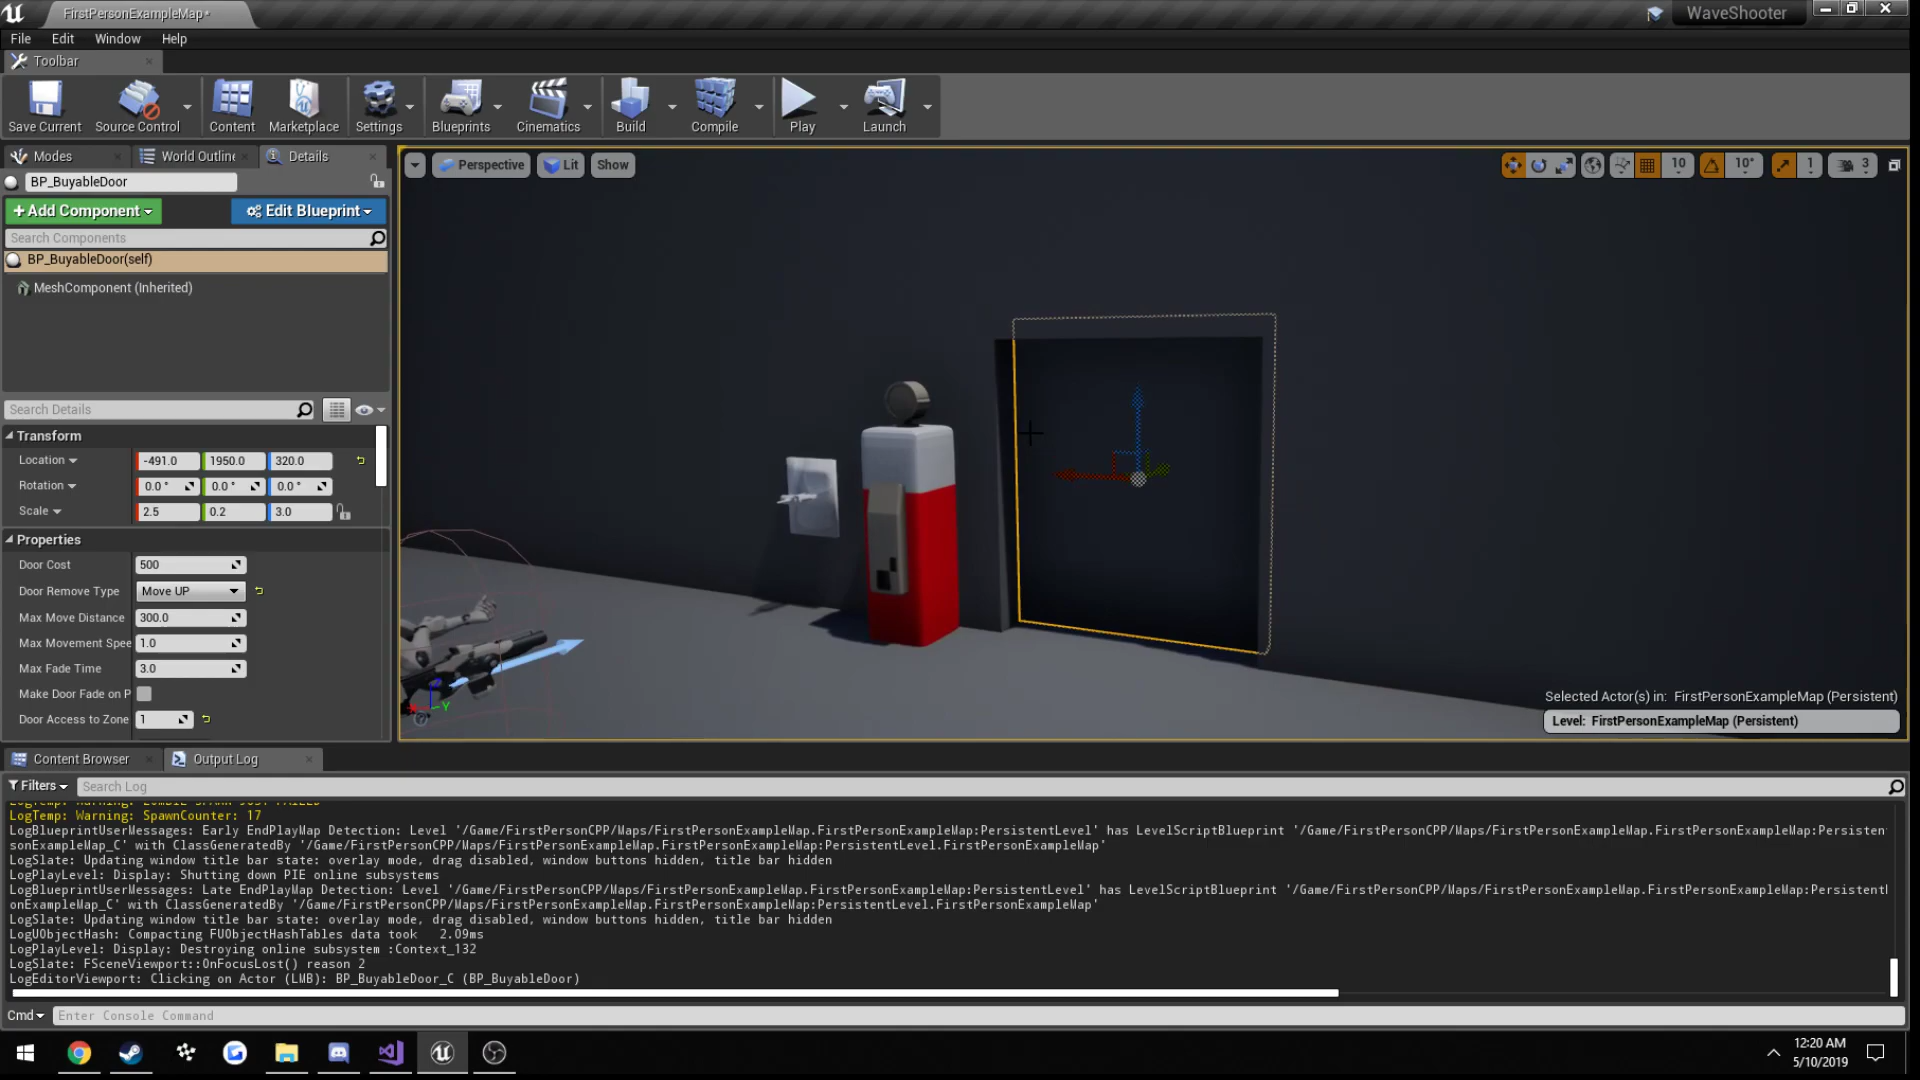 FirstPersonExampleMap*
WaveShooter
File Edit Window Help
Toolbar
Save Current Source Control Content Marketplace Settings Blueprints Cinematics Build Compile Play Launch
Modes World Outline Details
BP_BuyableDoor
+ Add Component Edit Blueprint
Search Components
BP_BuyableDoor(self)
MeshComponent (Inherited)
Search Details
Transform
Location -491.0 1950.0 320.0
Rotation 0.0 ° 0.0 ° 0.0 °
Scale 2.5 0.2 3.0
Properties
Door Cost 500
Door Remove Type Move UP
Max Move Distance 300.0
Max Movement Spee 1.0
Max Fade Time 3.0
Make Door Fade on P
Door Access to Zone 1
Perspective Lit Show
10 10° 1 3
Y
Selected Actor(s) in: FirstPersonExampleMap (Persistent)
Level: FirstPersonExampleMap (Persistent)
Content Browser Output Log
Filters Search Log
LogTemp: Warning: SpawnCounter: 17
LogBlueprintUserMessages: Early EndPlayMap Detection: Level '/Game/FirstPersonCPP/Maps/FirstPersonExampleMap.FirstPersonExampleMap:PersistentLevel' has LevelScriptBlueprint '/Game/FirstPersonCPP/Maps/FirstPersonExampleMap.FirstPersonExampleMap:Persisten
sonExampleMap_C' with ClassGeneratedBy '/Game/FirstPersonCPP/Maps/FirstPersonExampleMap.FirstPersonExampleMap:PersistentLevel.FirstPersonExampleMap'
LogSlate: Updating window title bar state: overlay mode, drag disabled, window buttons hidden, title bar hidden
LogPlayLevel: Display: Shutting down PIE online subsystems
LogBlueprintUserMessages: Late EndPlayMap Detection: Level '/Game/FirstPersonCPP/Maps/FirstPersonExampleMap.FirstPersonExampleMap:PersistentLevel' has LevelScriptBlueprint '/Game/FirstPersonCPP/Maps/FirstPersonExampleMap.FirstPersonExampleMap:Persistent
onExampleMap_C' with ClassGeneratedBy '/Game/FirstPersonCPP/Maps/FirstPersonExampleMap.FirstPersonExampleMap:PersistentLevel.FirstPersonExampleMap'
LogSlate: Updating window title bar state: overlay mode, drag disabled, window buttons hidden, title bar hidden
LogUObjectHash: Compacting FUObjectHashTables data took 2.09ms
LogPlayLevel: Display: Destroying online subsystem :Context_132
LogSlate: FSceneViewport::OnFocusLost() reason 2
LogEditorViewport: Clicking on Actor (LMB): BP_BuyableDoor_C (BP_BuyableDoor)
Cmd Enter Console Command
12:20 AM
5/10/2019